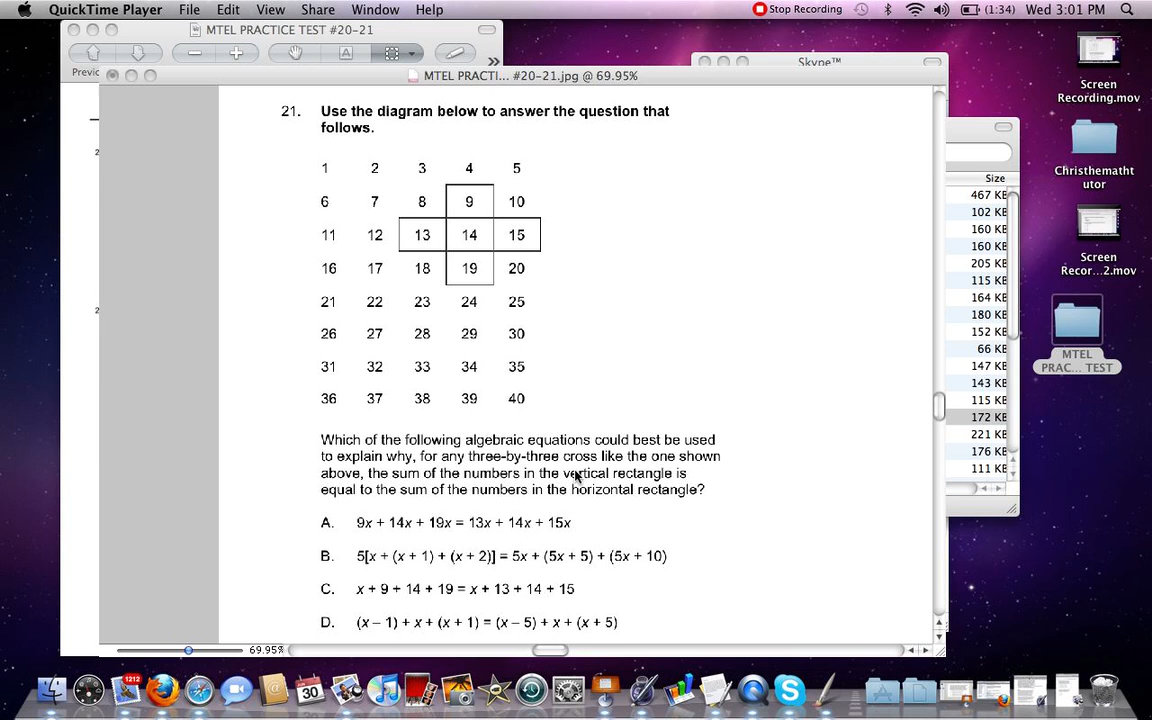 QuickTime Player File Edit View Share Window Help
Stop Recording (1:34) Wed 3:01 PM
MTEL PRACTICE TEST #20-21
Skype™
Previc
MTEL PRACTI... #20-21.jpg @ 69.95%
21. Use the diagram below to answer the question that
follows.
1 2 3 4 5
6 7 8 9 10
11 12 13 14 15
16 17 18 19 20
21 22 23 24 25
26 27 28 29 30
31 32 33 34 35
36 37 38 39 40
Which of the following algebraic equations could best be used
to explain why, for any three-by-three cross like the one shown
above, the sum of the numbers in the vertical rectangle is
equal to the sum of the numbers in the horizontal rectangle?
A. 9x + 14x + 19x = 13x + 14x + 15x
B. 5[x + (x + 1) + (x + 2)] = 5x + (5x + 5) + (5x + 10)
C. x + 9 + 14 + 19 = x + 13 + 14 + 15
D. (x – 1) + x + (x + 1) = (x – 5) + x + (x + 5)
69.95%
2
2
Size
467 KB
102 KB
160 KB
160 KB
205 KB
115 KB
164 KB
180 KB
152 KB
66 KB
147 KB
143 KB
115 KB
172 KB
221 KB
176 KB
111 KB
Screen
Recording.mov
Christhematht
utor
Screen
Recor...2.mov
MTEL
PRAC... TEST
1212
30